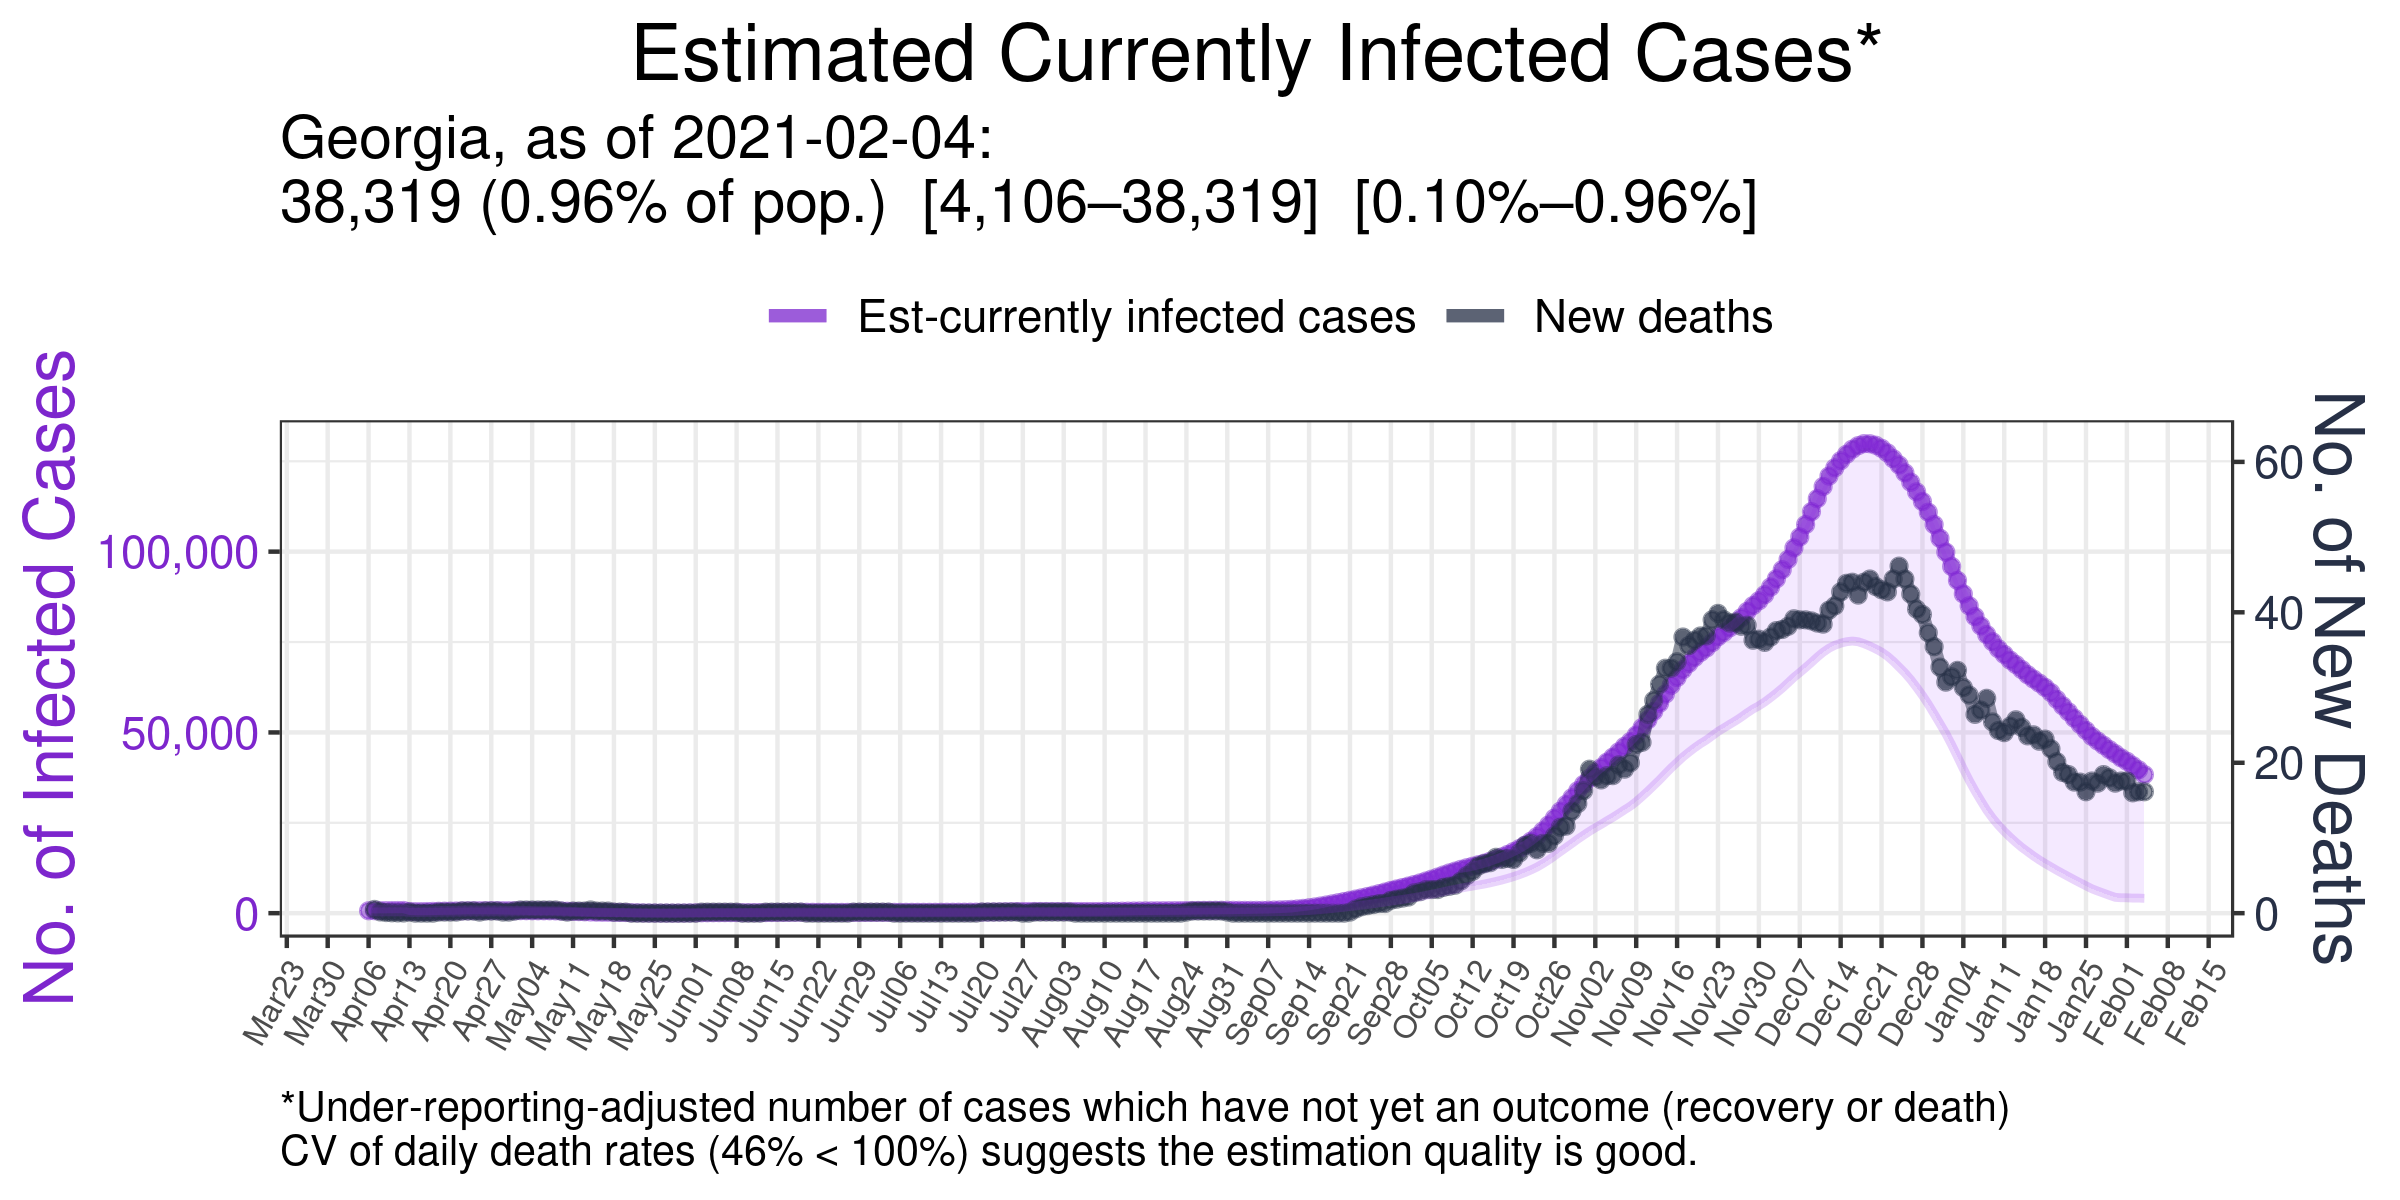 Estimated Currently Infected Cases*
Georgia, as of 2021-02-04:
38,319 (0.96% of pop.)  [4,106–38,319]  [0.10%–0.96%]
Est-currently infected cases
New deaths
No. of Infected Cases
100,000
50,000
0
60
40
20
0
No. of New Deaths
Mar23
Mar30
Apr06
Apr13
Apr20
Apr27
May04
May11
May18
May25
Jun01
Jun08
Jun15
Jun22
Jun29
Jul06
Jul13
Jul20
Jul27
Aug03
Aug10
Aug17
Aug24
Aug31
Sep07
Sep14
Sep21
Sep28
Oct05
Oct12
Oct19
Oct26
Nov02
Nov09
Nov16
Nov23
Nov30
Dec07
Dec14
Dec21
Dec28
Jan04
Jan11
Jan18
Jan25
Feb01
Feb08
Feb15
*Under-reporting-adjusted number of cases which have not yet an outcome (recovery or death)
CV of daily death rates (46% < 100%) suggests the estimation quality is good.